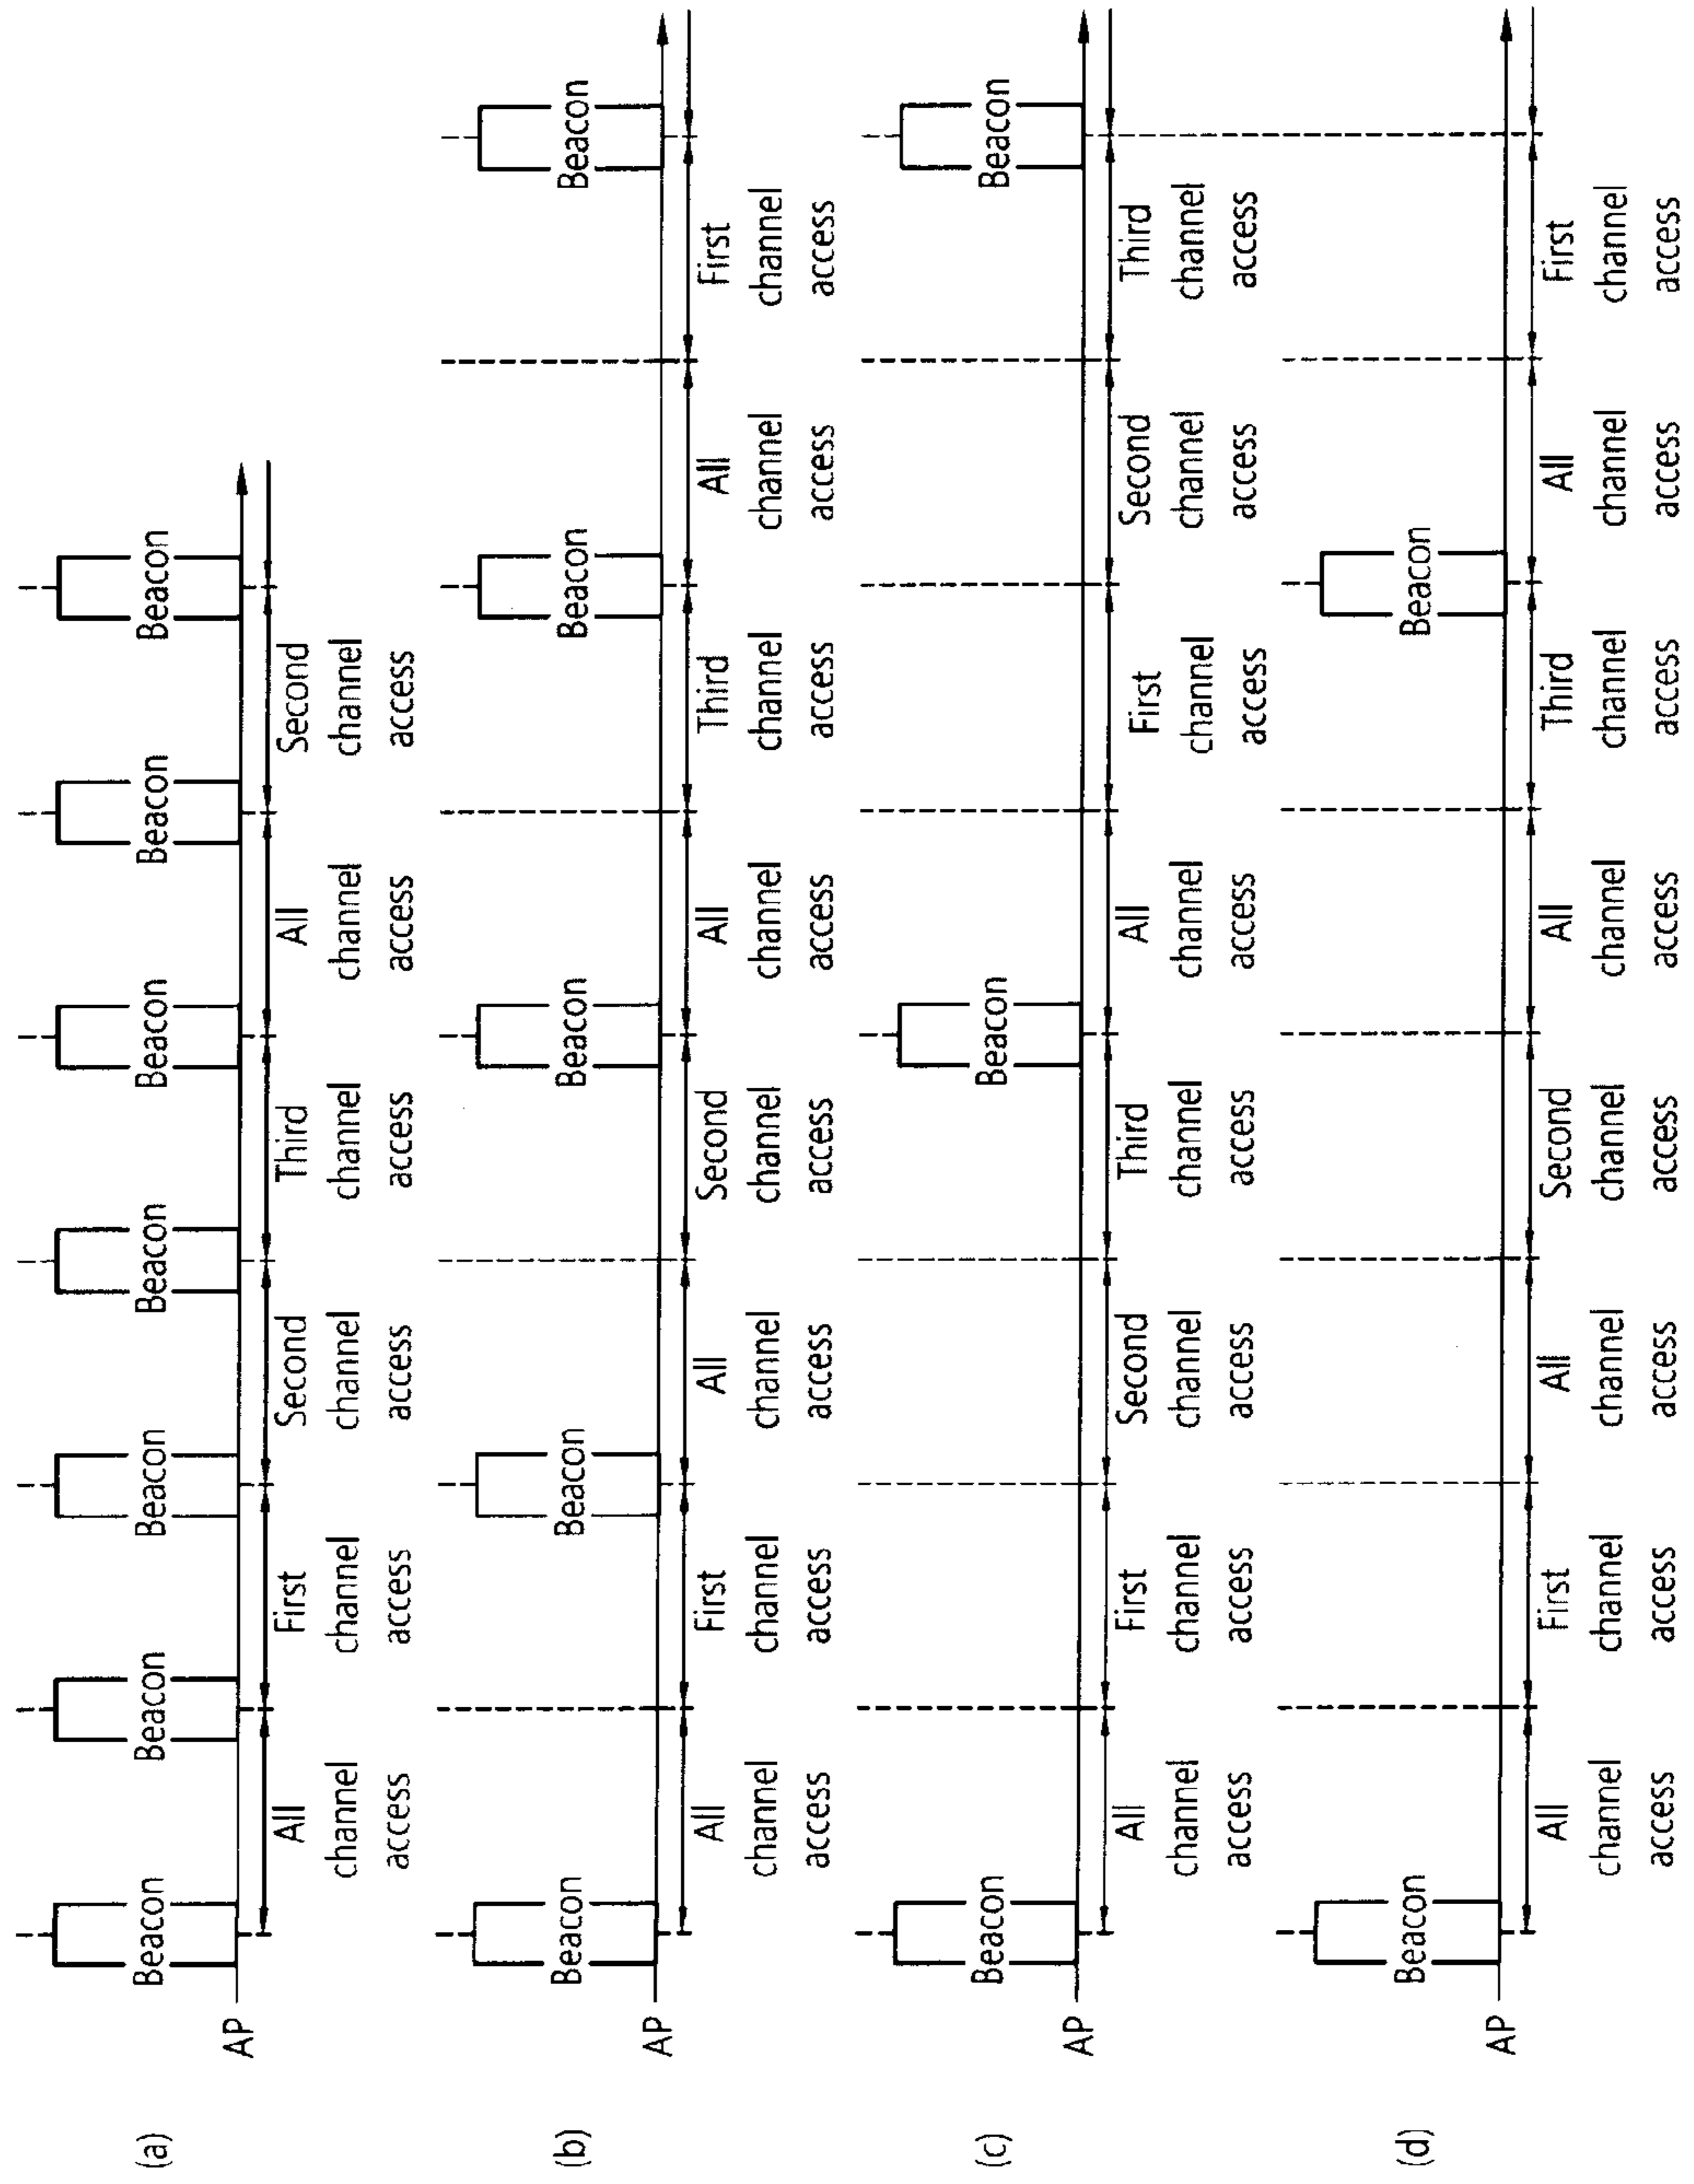 (a)
Beacon Beacon Beacon Beacon Beacon Beacon Beacon
AP
All First Second Third All Second
channel channel channel channel channel channel
access access access access access access
(b)
Beacon Beacon Beacon Beacon Beacon
AP
All First All Second All Third All First
channel channel channel channel channel channel channel channel
access access access access access access access access
(c)
Beacon Beacon Beacon
AP
All First Second Third All First Second Third
channel channel channel channel channel channel channel channel
access access access access access access access access
(d)
Beacon Beacon
AP
All First All Second All Third All First
channel channel channel channel channel channel channel channel
access access access access access access access access